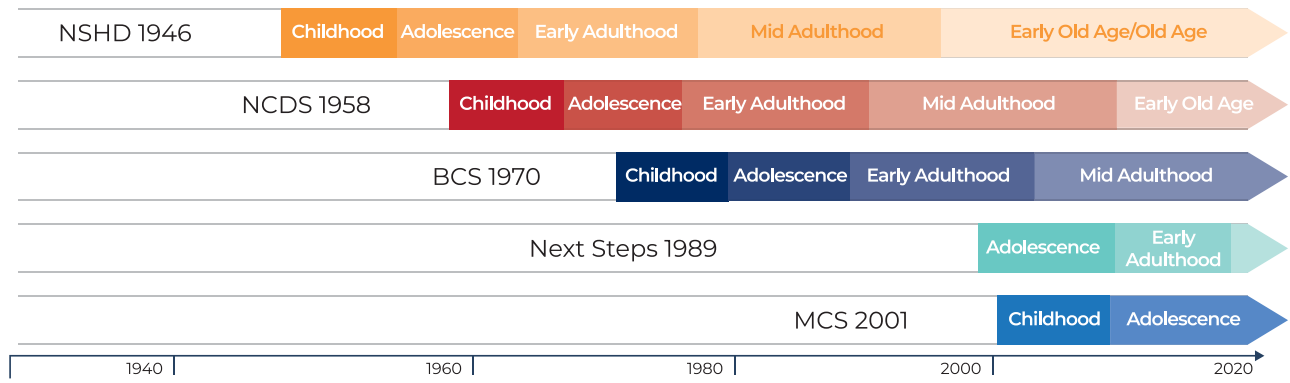 NSHD 1946 Childhood Adolescence Early Adulthood Mid Adulthood Early Old Age/Old Age
NCDS 1958 Childhood Adolescence Early Adulthood Mid Adulthood Early Old Age
BCS 1970 Childhood Adolescence Early Adulthood Mid Adulthood
Next Steps 1989 Adolescence Early
Adulthood
MCS 2001 Childhood Adolescence
1940 1960 1980 2000 2020